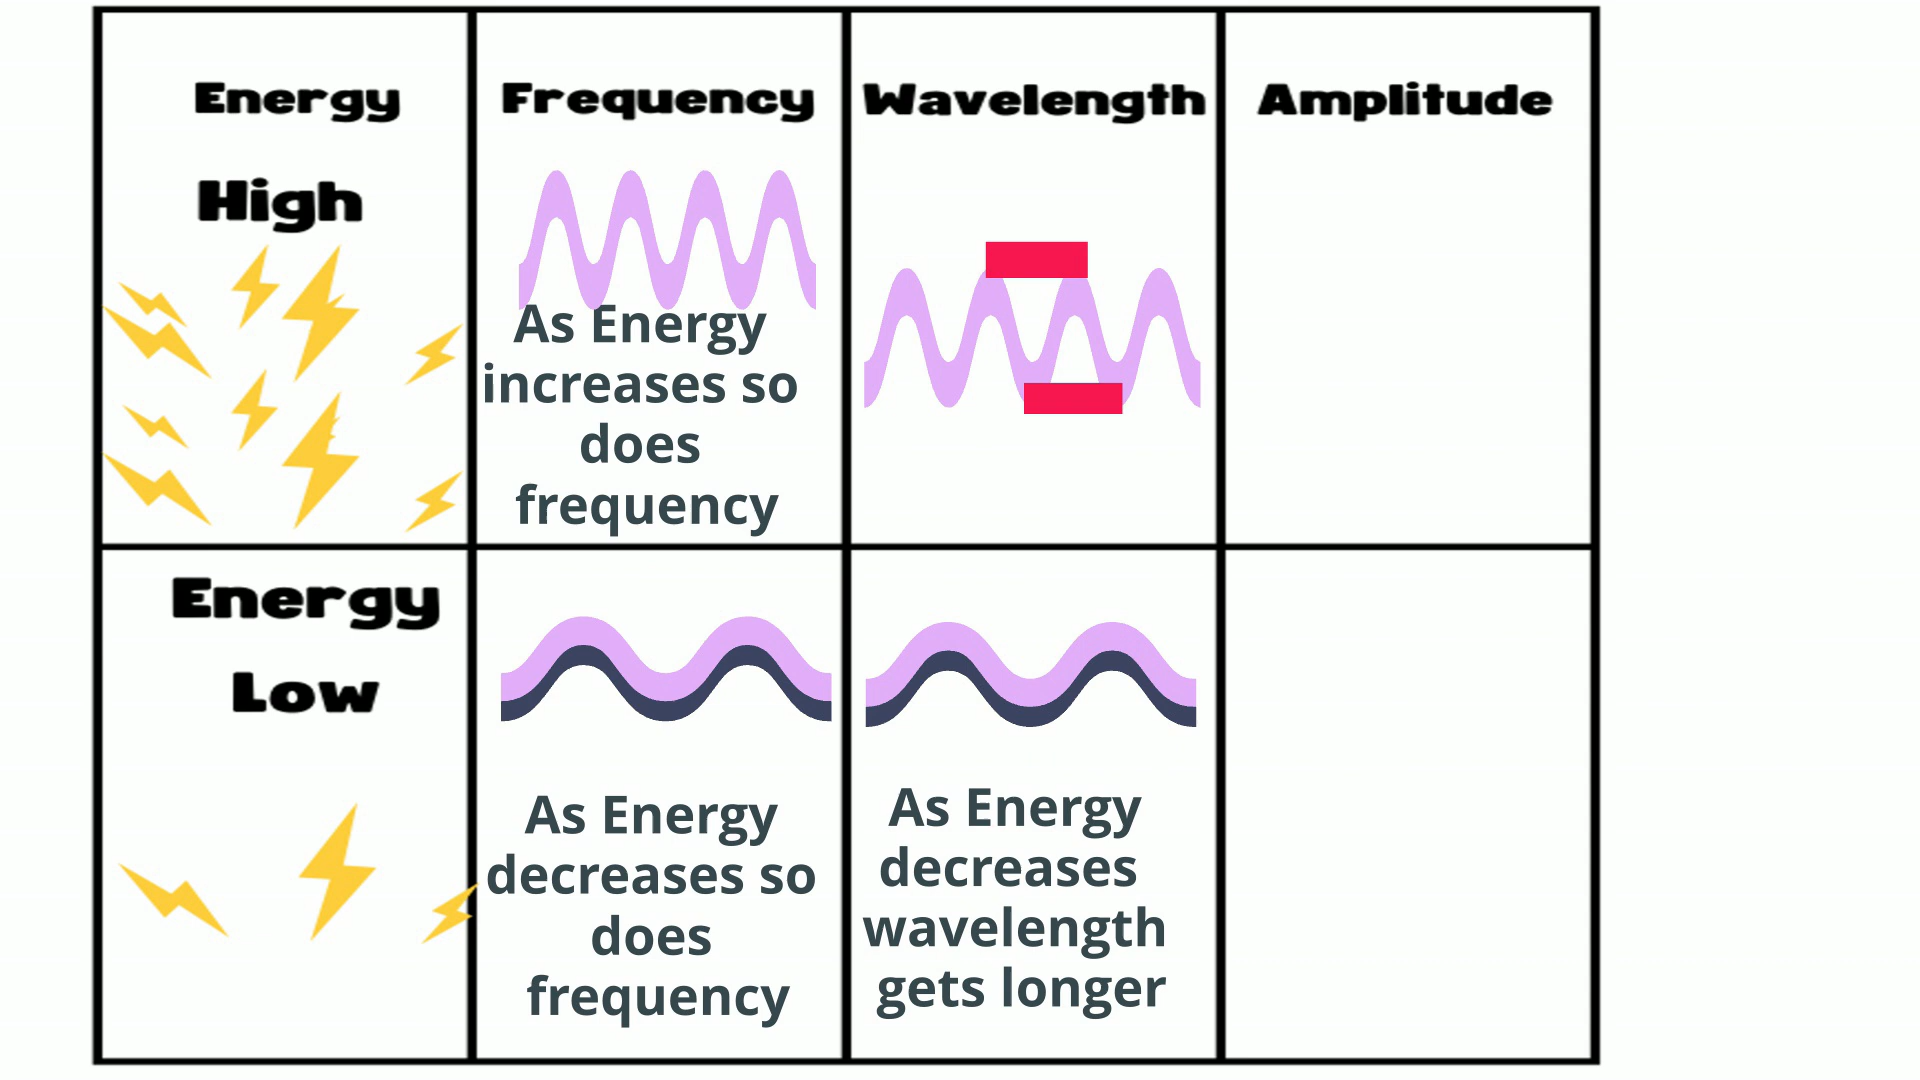 Energy
Frequency
Wavelength
Amplitude
High
As Energy
increases so
does
frequency
Energy
Low
As Energy
decreases so
does
frequency
As Energy
decreases
wavelength
gets longer